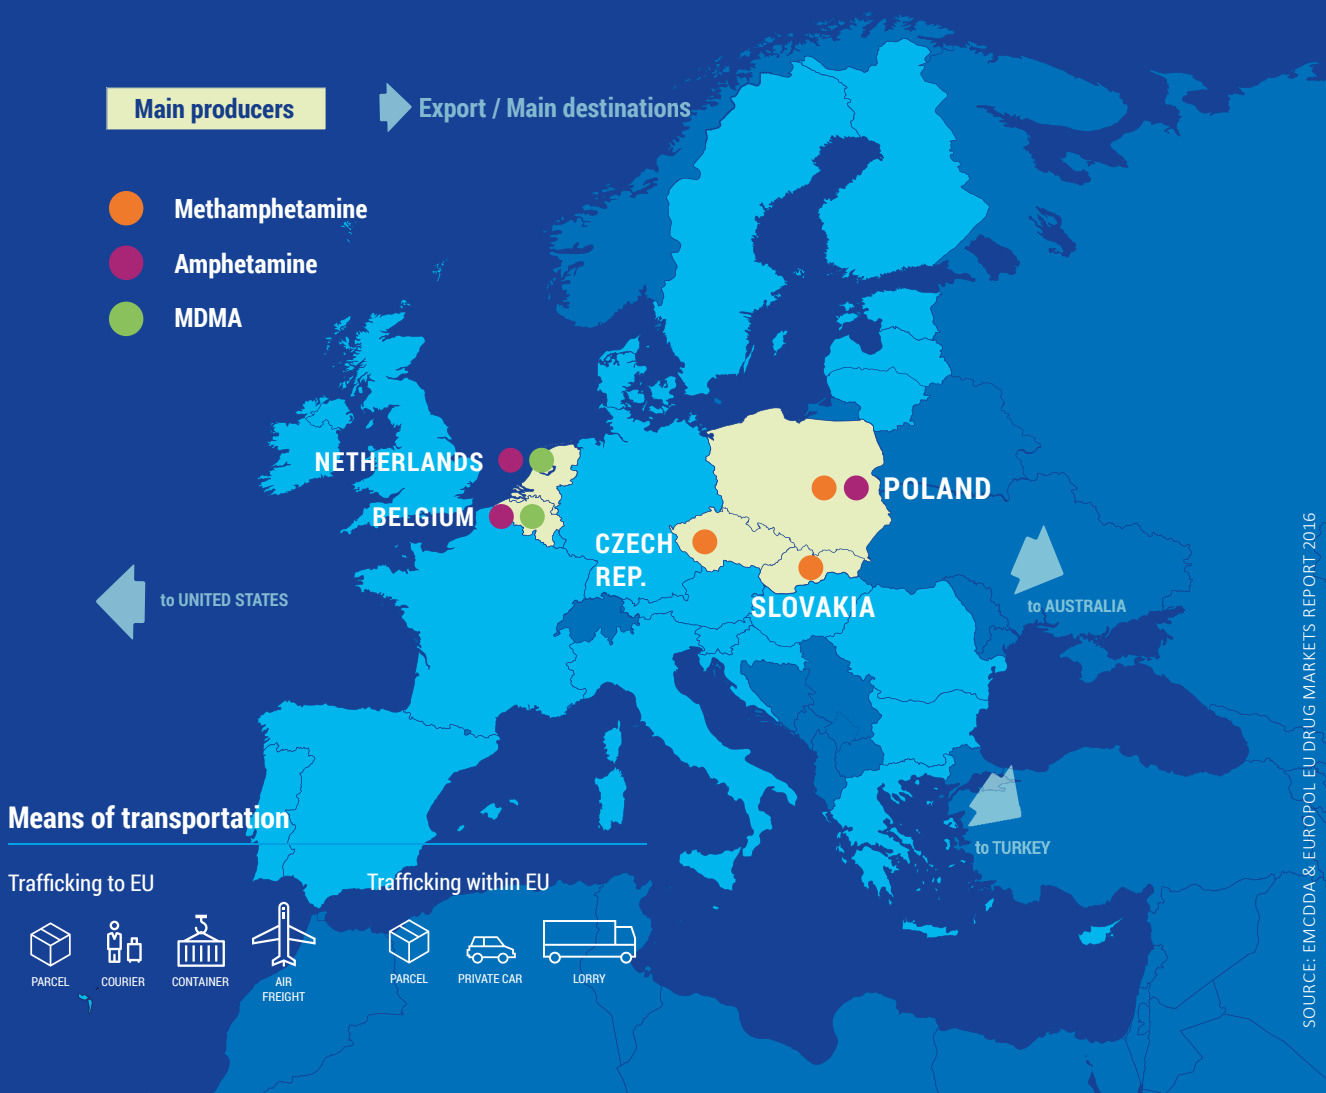 Main producers
Export / Main destinations
Methamphetamine
Amphetamine
MDMA
NETHERLANDS
POLAND
BELGIUM
CZECH
REP.
SLOVAKIA
to UNITED STATES
to AUSTRALIA
to TURKEY
Means of transportation
Trafficking to EU
Trafficking within EU
PARCEL
COURIER
CONTAINER
AIR
FREIGHT
PARCEL
PRIVATE CAR
LORRY
SOURCE: EMCDDA & EUROPOL EU DRUG MARKETS REPORT 2016